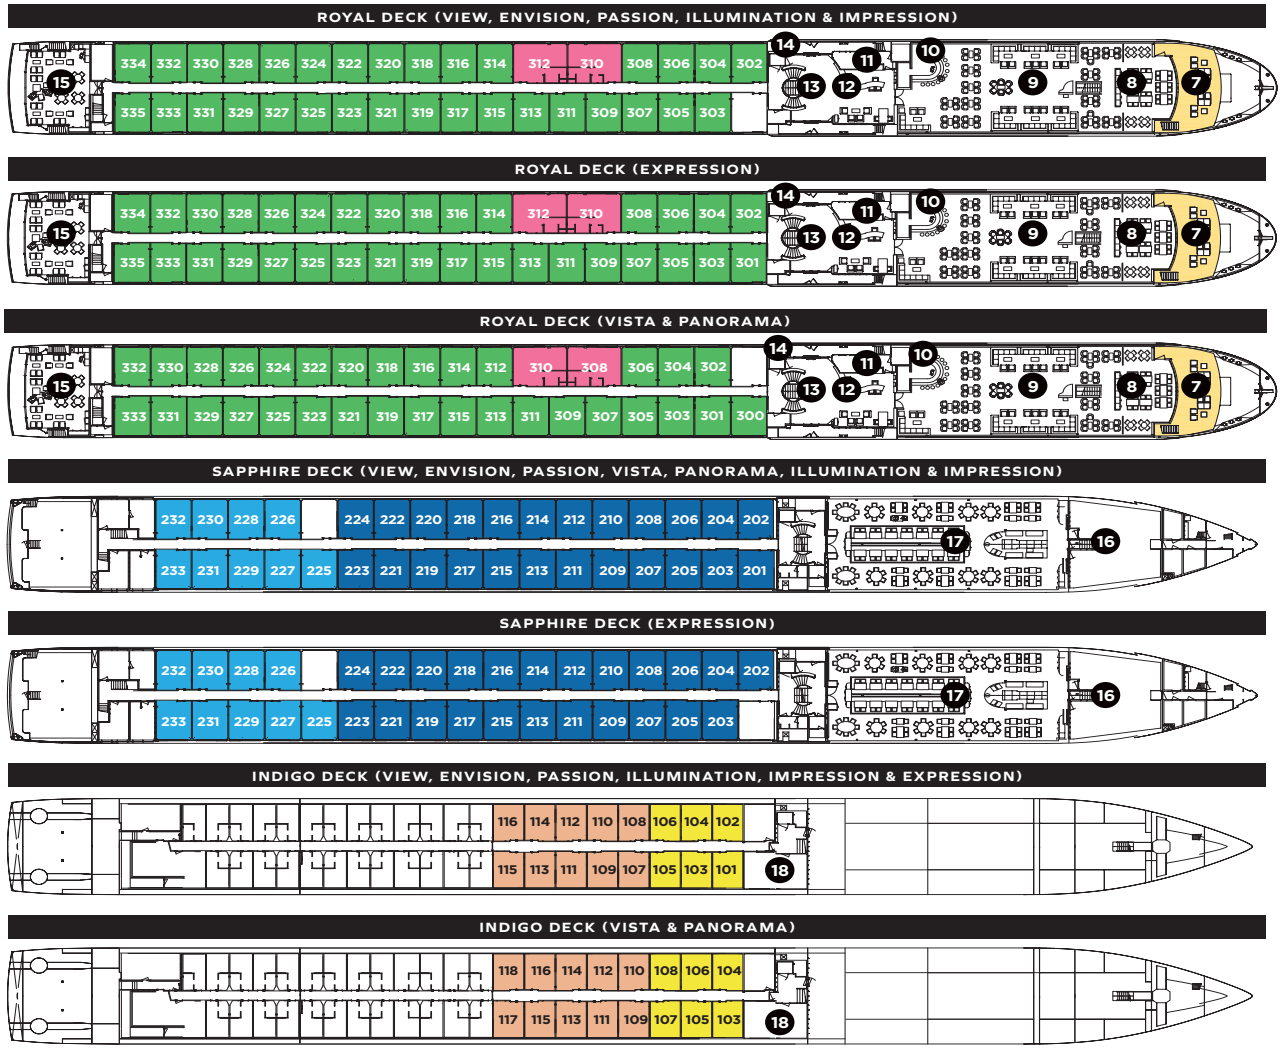 ROYAL DECK (VIEW, ENVISION, PASSION, ILLUMINATION & IMPRESSION)
14 10
334 332 330 328 326 324 322 320 318 316 314 312 310 308 306 304 302 11
15 13 12 9 8 7
335 333 331 329 327 325 323 321 319 317 315 313 311 309 307 305 303
ROYAL DECK (EXPRESSION)
14 10
334 332 330 328 326 324 322 320 318 316 314 312 310 308 306 304 302 11
15 13 12 9 8 7
335 333 331 329 327 325 323 321 319 317 315 313 311 309 307 305 303 301
ROYAL DECK (VISTA & PANORAMA)
14 10
332 330 328 326 324 322 320 318 316 314 312 310 308 306 304 302 11
15 13 12 9 8 7
333 331 329 327 325 323 321 319 317 315 313 311 309 307 305 303 301 300
SAPPHIRE DECK (VIEW, ENVISION, PASSION, VISTA, PANORAMA, ILLUMINATION & IMPRESSION)
232 230 228 226 224 222 220 218 216 214 212 210 208 206 204 202
17 16
233 231 229 227 225 223 221 219 217 215 213 211 209 207 205 203 201
SAPPHIRE DECK (EXPRESSION)
232 230 228 226 224 222 220 218 216 214 212 210 208 206 204 202
17 16
233 231 229 227 225 223 221 219 217 215 213 211 209 207 205 203
INDIGO DECK (VIEW, ENVISION, PASSION, ILLUMINATION, IMPRESSION & EXPRESSION)
116 114 112 110 108 106 104 102
115 113 111 109 107 105 103 101 18
INDIGO DECK (VISTA & PANORAMA)
118 116 114 112 110 108 106 104
117 115 113 111 109 107 105 103 18